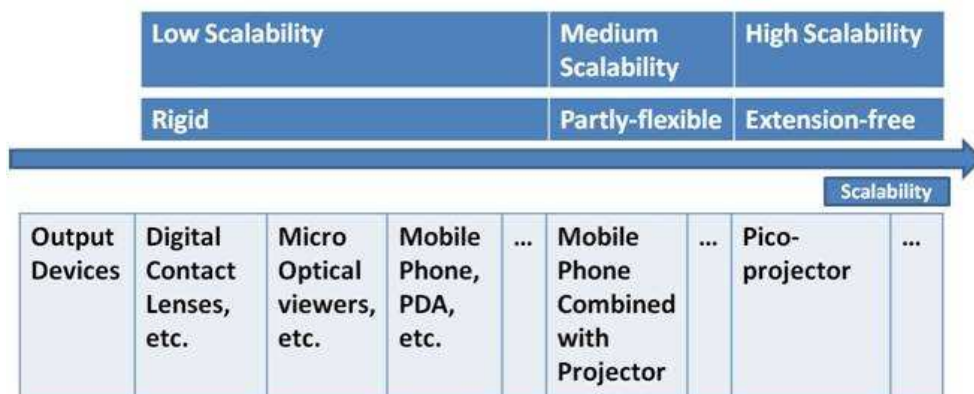 Low Scalability
Medium
Scalability
High Scalability
Rigid
Partly-flexible
Extension-free
Scalability
Output
Devices
Digital
Contact
Lenses,
etc.
Micro
Optical
viewers,
etc.
Mobile
Phone,
PDA,
etc.
...
Mobile
Phone
Combined
with
Projector
...
Pico-
projector
...